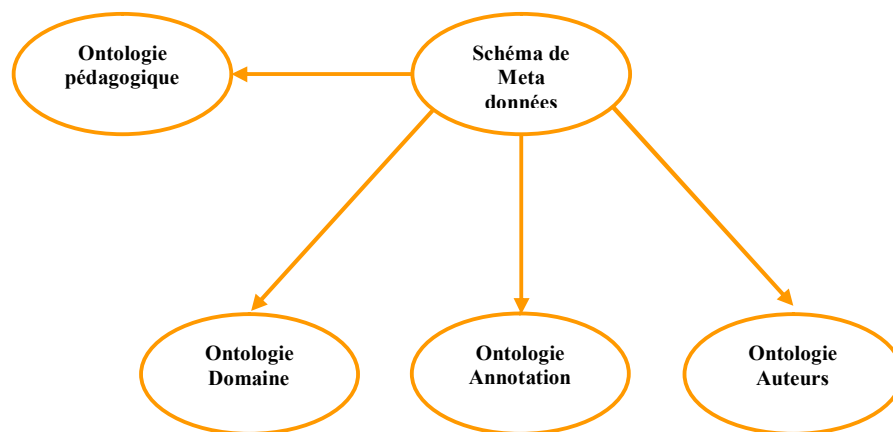 Ontologie
pédagogique
Schéma de
Meta
données
Ontologie
Domaine
Ontologie
Annotation
Ontologie
Auteurs